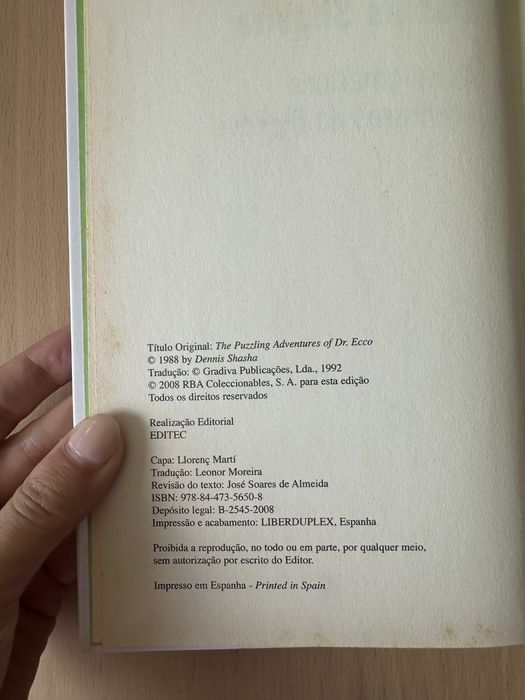 Título Original: The Puzzling Adventures of Dr. Ecco
© 1988 by Dennis Shasha
Tradução: © Gradiva Publicações, Lda., 1992
© 2008 RBA Coleccionables, S. A. para esta edição
Todos os direitos reservados
Realização Editorial
EDITEC
Capa: Llorenç Martí
Tradução: Leonor Moreira
Revisão do texto: José Soares de Almeida
ISBN: 978-84-473-5650-8
Depósito legal: B-2545-2008
Impressão e acabamento: LIBERDUPLEX, Espanha
Proibida a reprodução, no todo ou em parte, por qualquer meio,
sem autorização por escrito do Editor.
Impresso em Espanha - Printed in Spain